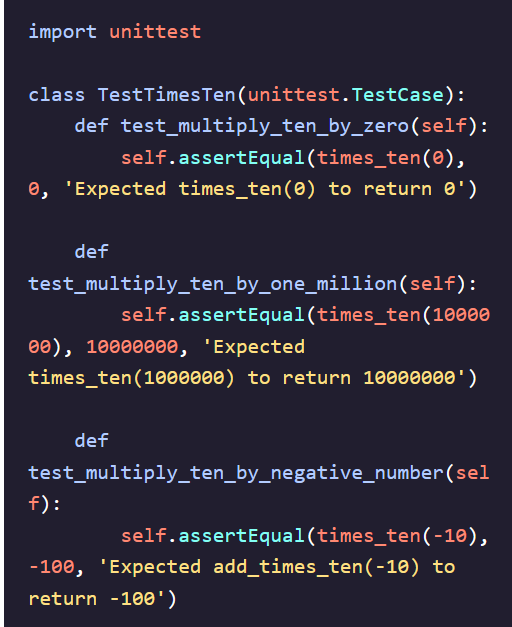 import unittest

class TestTimesTen(unittest.TestCase):
    def test_multiply_ten_by_zero(self):
        self.assertEqual(times_ten(0),
0, 'Expected times_ten(0) to return 0')

    def
test_multiply_ten_by_one_million(self):
        self.assertEqual(times_ten(10000
00), 10000000, 'Expected
times_ten(1000000) to return 10000000')

    def
test_multiply_ten_by_negative_number(sel
f):
        self.assertEqual(times_ten(-10),
-100, 'Expected add_times_ten(-10) to
return -100')